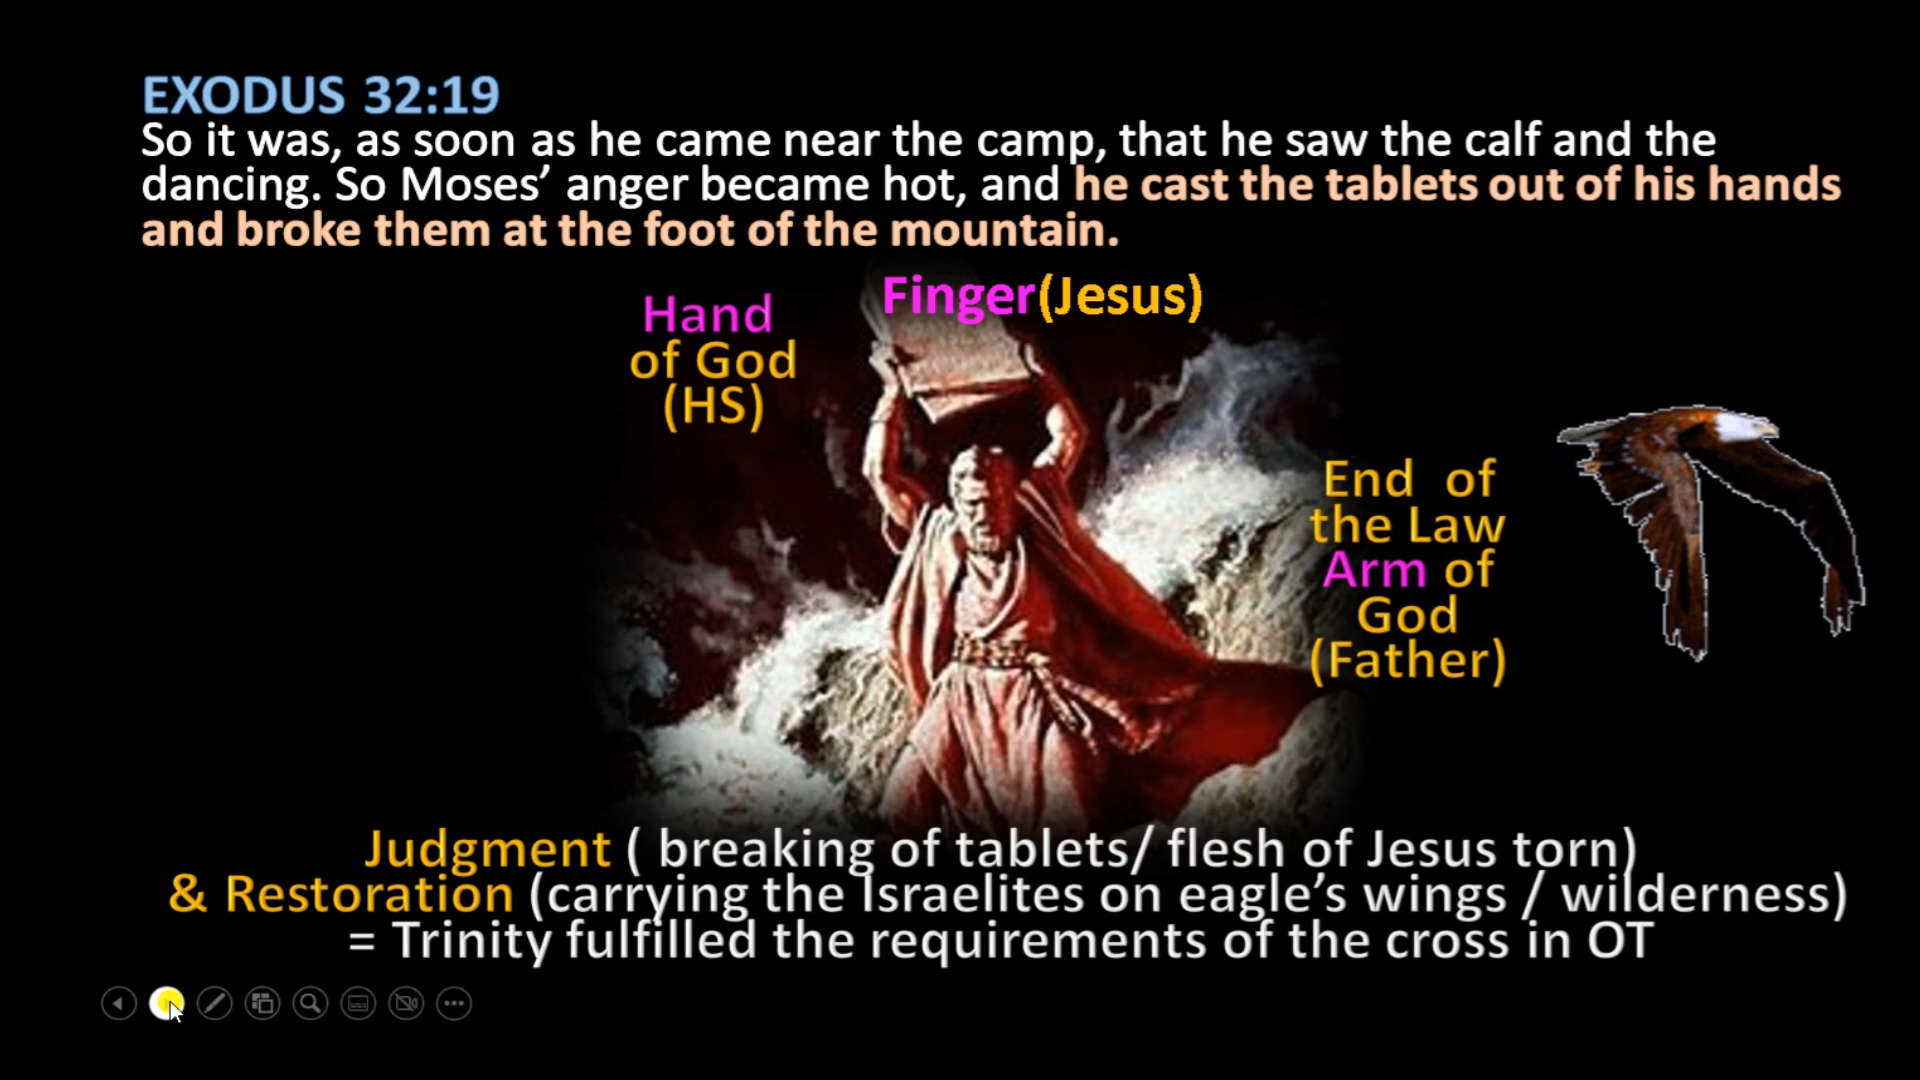 EXODUS 32:19
So it was, as soon as he came near the camp, that he saw the calf and the
dancing. So Moses’ anger became hot, and he cast the tablets out of his hands
and broke them at the foot of the mountain.
Finger(Jesus)
Hand
of God
(HS)
End of
the Law
Arm of
God
(Father)
Judgment ( breaking of tablets/ flesh of Jesus torn)
& Restoration (carrying the Israelites on eagle’s wings / wilderness)
= Trinity fulfilled the requirements of the cross in OT